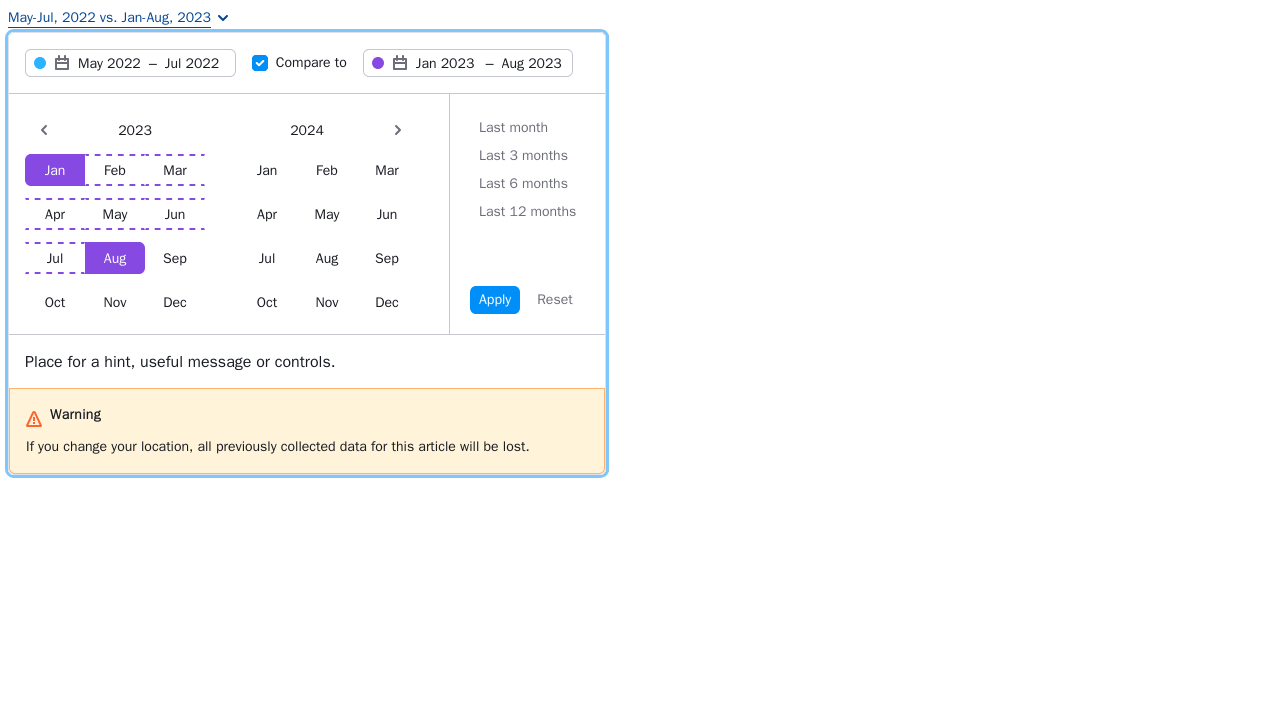 May-Jul, 2022 vs. Jan-Aug, 2023
May 2022 – Jul 2022 Compare to Jan 2023 – Aug 2023
2023 2024
Jan Feb Mar Jan Feb Mar
Apr May Jun Apr May Jun
Jul Aug Sep Jul Aug Sep
Oct Nov Dec Oct Nov Dec
Last month
Last 3 months
Last 6 months
Last 12 months
Apply Reset
Place for a hint, useful message or controls.
Warning
If you change your location, all previously collected data for this article will be lost.